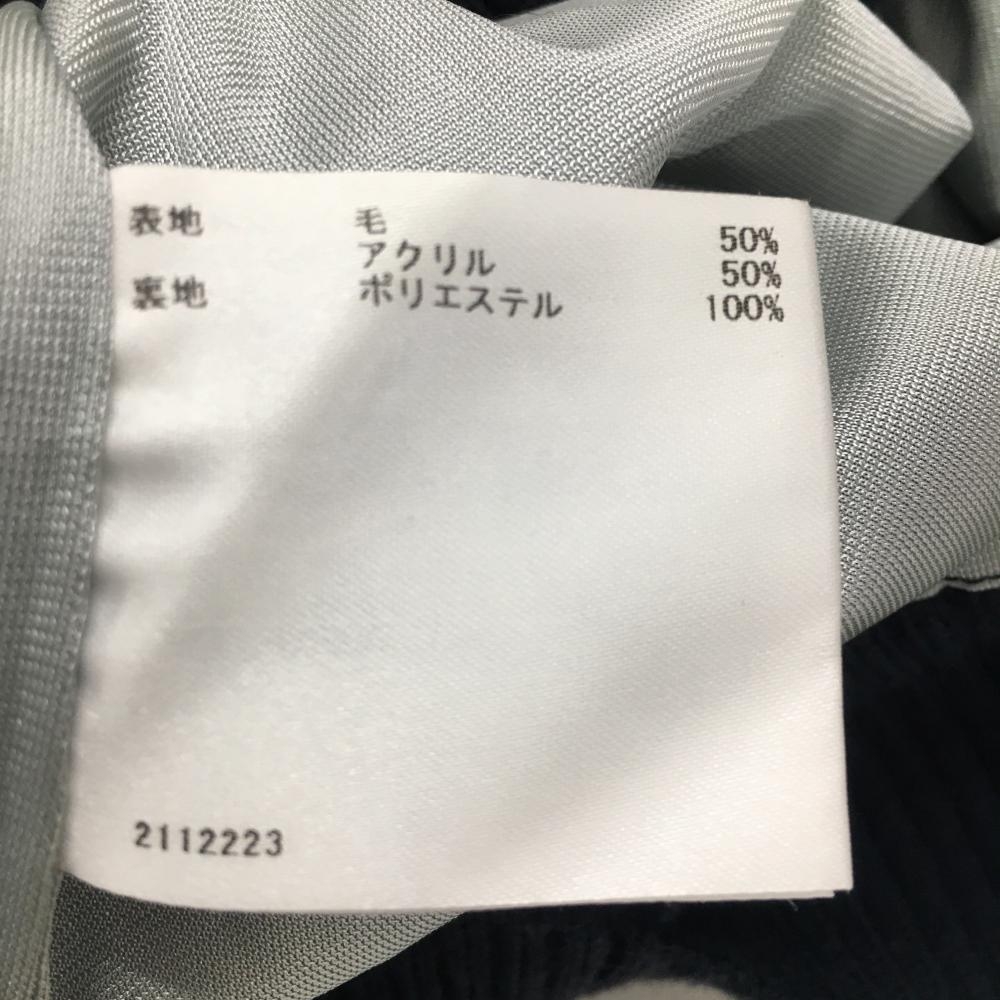 表地 毛 50%
アクリル 50%
裏地 ポリエステル 100%
2112223